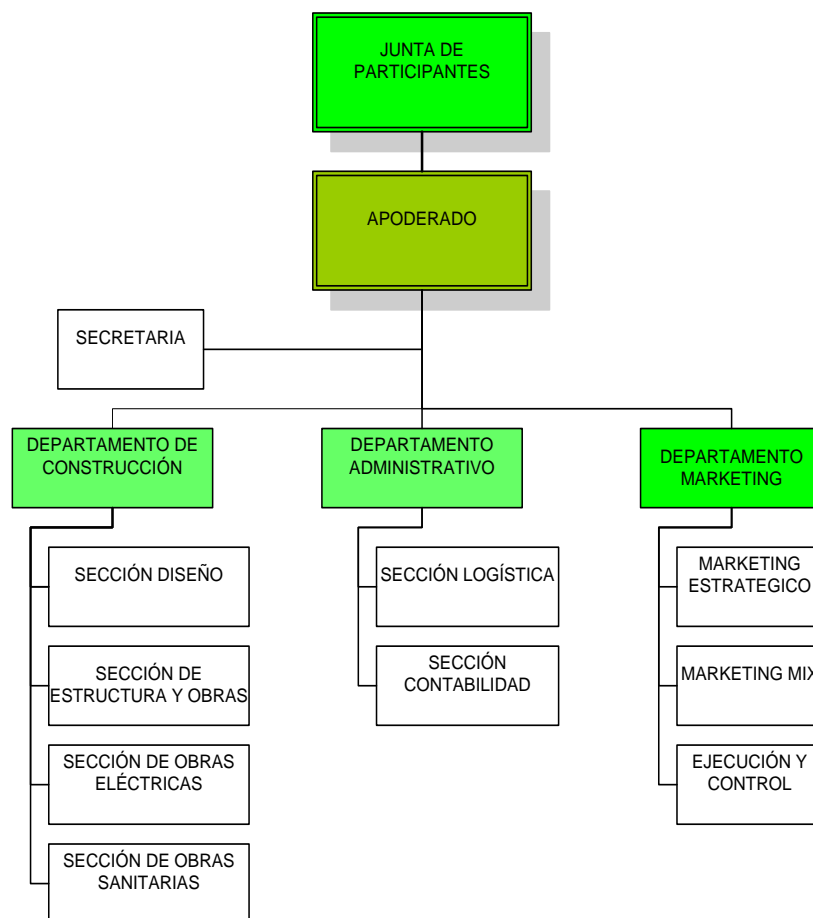 JUNTA DE
PARTICIPANTES
APODERADO
SECRETARIA
DEPARTAMENTO DE
CONSTRUCCIÓN
DEPARTAMENTO
ADMINISTRATIVO
DEPARTAMENTO
MARKETING
SECCIÓN DISEÑO
SECCIÓN DE
ESTRUCTURA Y OBRAS
SECCIÓN DE OBRAS
ELÉCTRICAS
SECCIÓN DE OBRAS
SANITARIAS
SECCIÓN LOGÍSTICA
SECCIÓN
CONTABILIDAD
MARKETING
ESTRATEGICO
MARKETING MIX
EJECUCIÓN Y
CONTROL